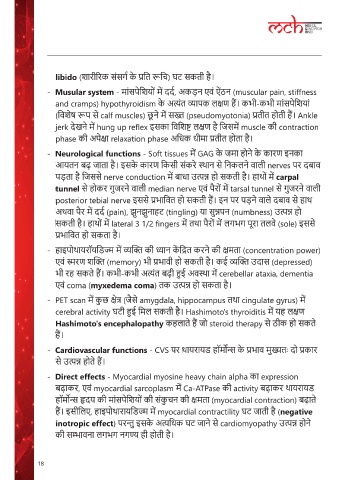 mch
libido (शारीरिक संसर्ग के प्रति रूचि) घट सकती है।
- Musular system - मांसपेशियों में दर्द, अकड़न एवं ऐंठन (muscular pain, stiffness
and cramps) hypothyroidism के अत्यंत व्यापक लक्षण हैं। कभी-कभी मांसपेशियां
(विशेष रूप से calf muscles) छूने में सख्त (pseudomyotonia) प्रतीत होती हैं। Ankle
jerk देखने में hung up reflex इसका विशिष्ट लक्षण है जिसमें muscle की contraction
phase की अपेक्षा relaxation phase अधिक धीमा प्रतीत होता है।
- Neurological functions – Soft tissues में GAG के जमा होने के कारण इनका
आयतन बढ़ जाता है। इसके कारण किसी संकरे स्थान से निकलने वाली nerves पर दबाव
पड़ता है जिससे nerve conduction में बाधा उत्पन्न हो सकती है। हाथों में carpal
tunnel से होकर गुजरने वाली median nerve एवं पैरों में tarsal tunnel से गुजरने वाली
posterior tebial nerve इससे प्रभावित हो सकती हैं। इन पर पड़ने वाले दबाव से हाथ
अथवा पैर में दर्द (pain), झुनझुनाहट (tingling) या सुन्नपन (numbness) उत्पन्न हो
सकती है। हाथों में lateral 3 1/2 fingers में तथा पैरों में लगभग पूरा तलवे (sole) इससे
प्रभावित हो सकता है।
- हाइपोथायरॉयडिज्म में व्यक्ति की ध्यान केंद्रित करने की क्षमता (concentration power)
एवं स्मरण शक्ति (memory) भी प्रभावी हो सकती है। कई व्यक्ति उदास (depressed)
भी रह सकते हैं। कभी-कभी अत्यंत बढ़ी हुई अवस्था में cerebellar ataxia, dementia
एवं coma (myxedema coma) तक उत्पन्न हो सकता है।
- PET scan में कुछ क्षेत्र (जैसे amygdala, hippocampus तथा cingulate gyrus) में
cerebral activity घटी हुई मिल सकती है। Hashimoto's thyroiditis में यह लक्षण
Hashimoto's encephalopathy कहलाते हैं जो steroid therapy से ठीक हो सकते
हैं।
- Cardiovascular functions - CVS पर थायरायड हॉर्मोन्स के प्रभाव मुख्यतः दो प्रकार
से उत्पन्न होते हैं।
- Direct effects - Myocardial myosine heavy chain alpha का expression
बढ़ाकर, एवं myocardial sarcoplasm में Ca-ATPase की activity बढ़ाकर थायरायड
हॉर्मोन्स हृदय की मांसपेशियों की संकुचन की क्षमता (myocardial contraction) बढ़ाते
हैं। इसीलिए, हाइपोथारायडिज्म में myocardial contractility घट जाती है (negative
inotropic effect) परन्तु इसके अत्यधिक घट जाने से cardiomyopathy उत्पन्न होने
की सम्भावना लगभग नगण्य ही होती है।
18